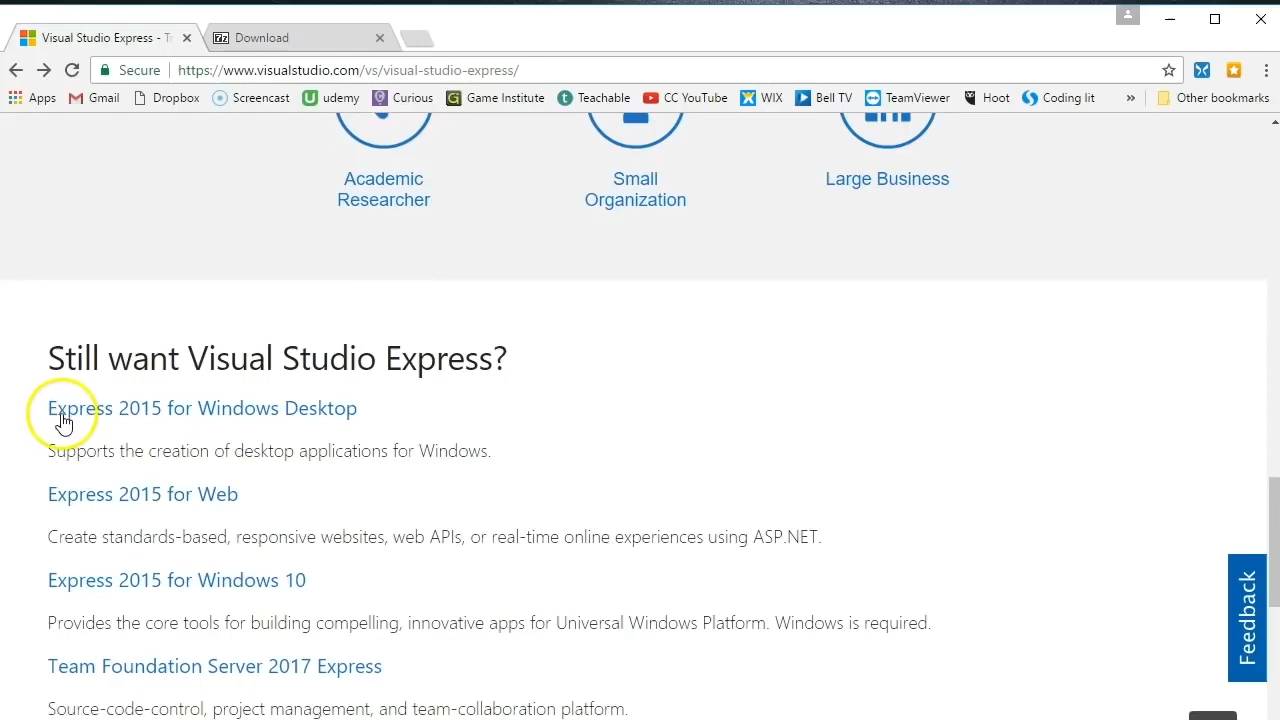 Visual Studio Express - Tr
7z Download
Secure https://www.visualstudio.com/vs/visual-studio-express/
Apps Gmail Dropbox Screencast udemy Curious Game Institute Teachable CC YouTube WIX Bell TV TeamViewer Hoot Coding lit » Other bookmarks
Academic
Researcher
Small
Organization
Large Business
Still want Visual Studio Express?
Express 2015 for Windows Desktop
Supports the creation of desktop applications for Windows.
Express 2015 for Web
Create standards-based, responsive websites, web APIs, or real-time online experiences using ASP.NET.
Express 2015 for Windows 10
Provides the core tools for building compelling, innovative apps for Universal Windows Platform. Windows is required.
Feedback
Team Foundation Server 2017 Express
Source-code-control, project management, and team-collaboration platform.